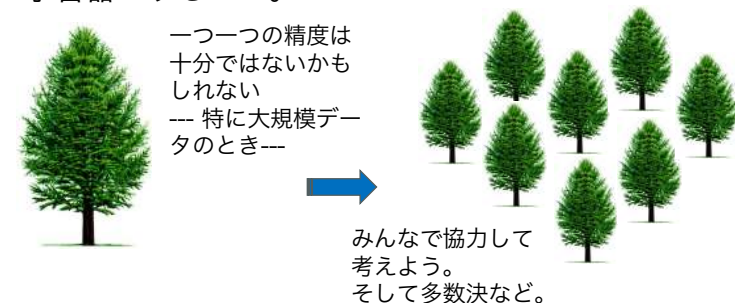 一つ一つの精度は
十分ではないかも
しれない
--- 特に大規模デー
タのとき---
みんなで協力して
考えよう。
そして多数決など。